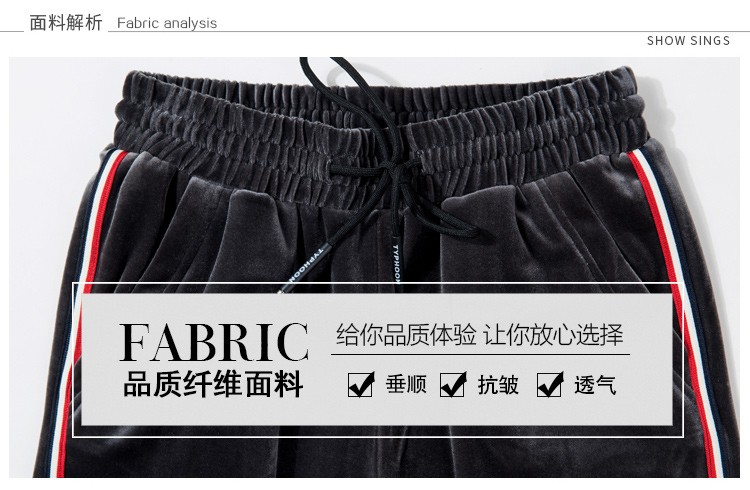 面料解析 Fabric analysis
SHOW SINGS
TYPHOON
TYPHOON
FABRIC
品质纤维面料
给你品质体验 让你放心选择
垂顺 抗皱 透气